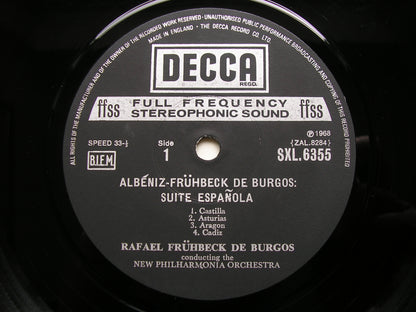 ALL RIGHTS OF THE MANUFACTURER AND OF THE OWNER OF THE RECORDED WORK RESERVED · UNAUTHORISED PUBLIC PERFORMANCE BROADCASTING AND COPYING OF THIS RECORD PROHIBITED
MADE IN ENGLAND · THE DECCA RECORD CO LTD.
DECCA
REGD.
ffss FULL FREQUENCY ffss
STEREOPHONIC SOUND
SPEED 33-⅓
Side
1
℗ 1968
(ZAL.8284)
SXL.6355
B.I.E.M.
ALBÉNIZ-FRÜHBECK DE BURGOS:
SUITE ESPAÑOLA
1. Castilla
2. Asturias
3. Aragon
4. Cadiz
RAFAEL FRÜHBECK DE BURGOS
conducting the
NEW PHILHARMONIA ORCHESTRA